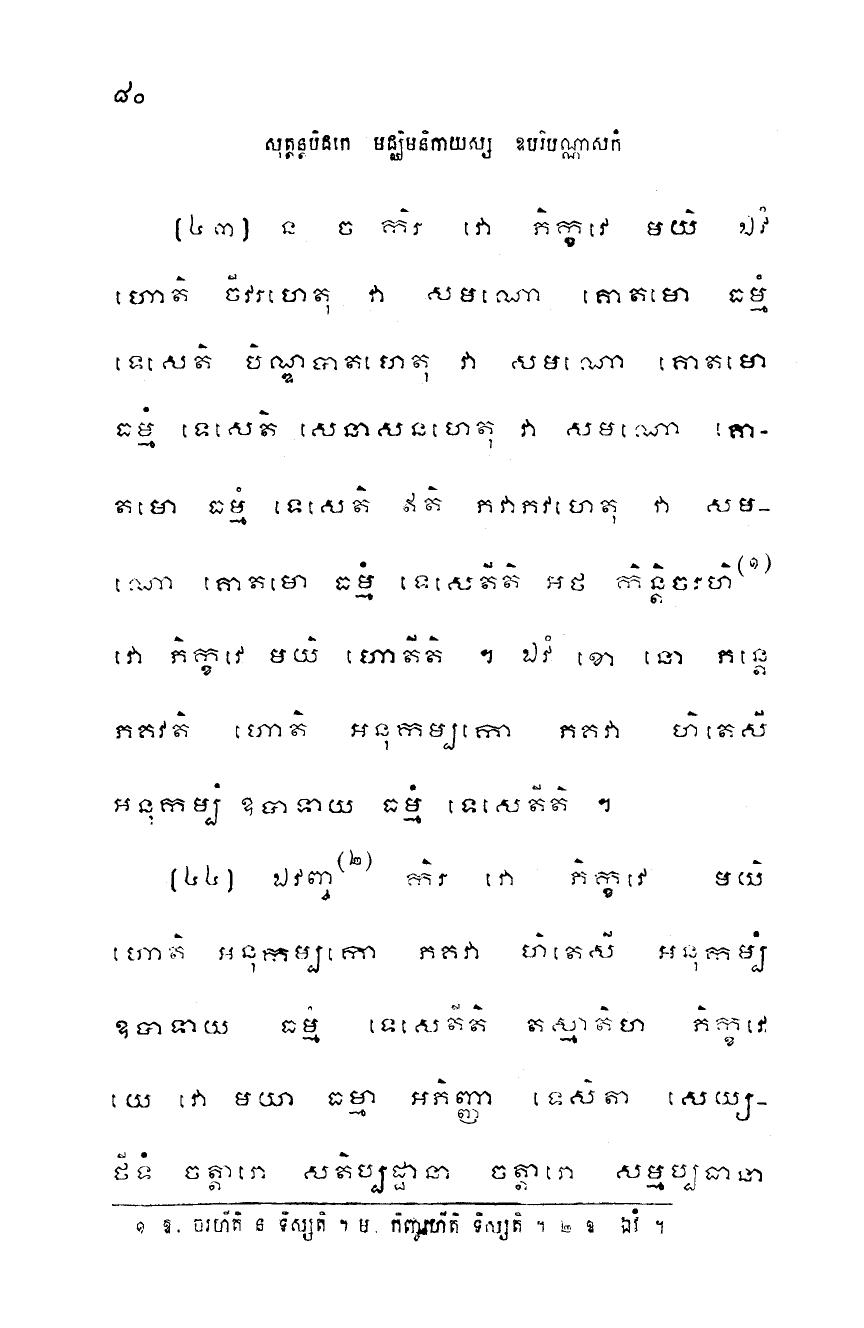 ៨០
សុត្តន្តបិដកេ មជ្ឈិមនិកាយស្ស ឧបរិបណ្ណាសកំ
(៤៣) ន ច កិរ វោ ភិក្ខវេ មយិ ឯវំ
ហោតិ ចីវរហេតុ វា សមណោ គោតមោ ធម្មំ
ទេសេតិ បិណ្ឌបាតហេតុ វា សមណោ គោតមោ
ធម្មំ ទេសេតិ សេនាសនហេតុ វា សមណោ គោ-
តមោ ធម្មំ ទេសេតិ ឥតិ ភវាភវហេតុ វា សម-
ណោ គោតមោ ធម្មំ ទេសេតីតិ អថ កិន្តិចរហិ(១)
វោ ភិក្ខវេ មយិ ហោតីតិ ។ ឯវំ ខោ នោ ភន្តេ
ភគវតិ ហោតិ អនុកម្បកោ ភគវា ហិតេសី
អនុកម្បំ ឧបាទាយ ធម្មំ ទេសេតីតិ ។
(៤៤) ឯវញ្ច(២) កិរ វោ ភិក្ខវេ មយិ
ហោតិ អនុកម្បកោ ភគវា ហិតេសី អនុកម្បំ
ឧបាទាយ ធម្មំ ទេសេតីតិ តស្មាតិហ ភិក្ខវេ
យេ វោ មយា ធម្មា អភិញ្ញា ទេសិតា សេយ្យ-
ថីទំ ចត្តារោ សតិប្បដ្ឋានា ចត្តារោ សម្មប្បធានា
១ ឱ. ចរហីតិ ន ទិស្សតិ ។ ម. កិញ្ចរហីតិ ទិស្សតិ ។ ២ ឱ ឯវំ ។